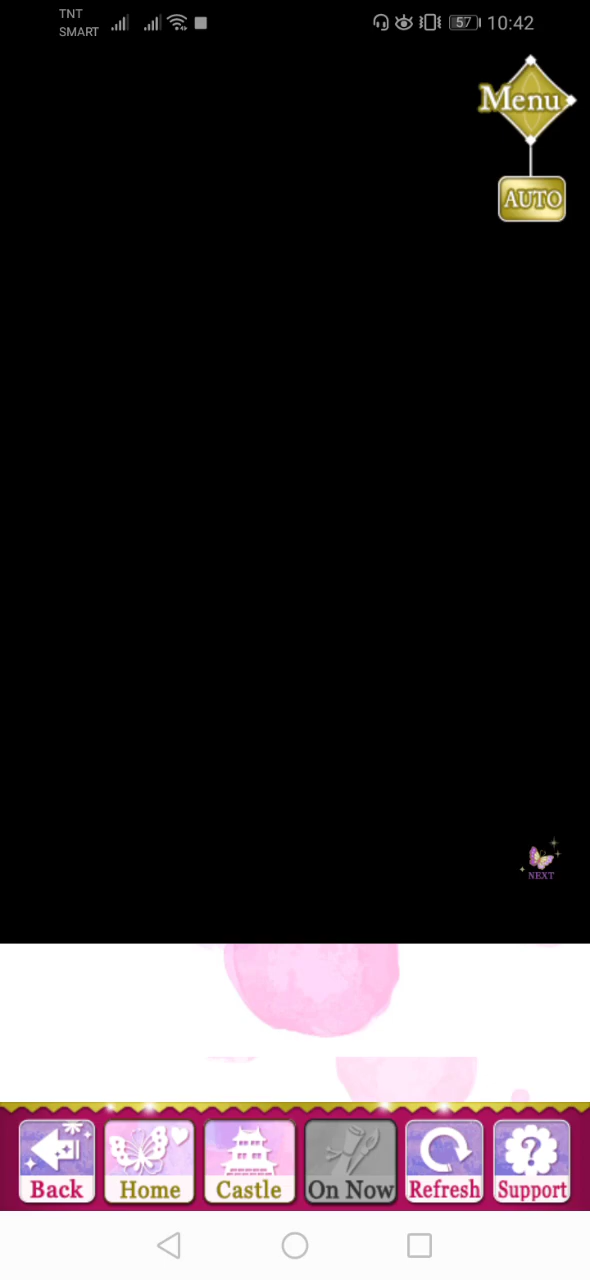 TNT
SMART
57
10:42
Menu
AUTO
NEXT
Back
Home
Castle
On Now
Refresh
Support